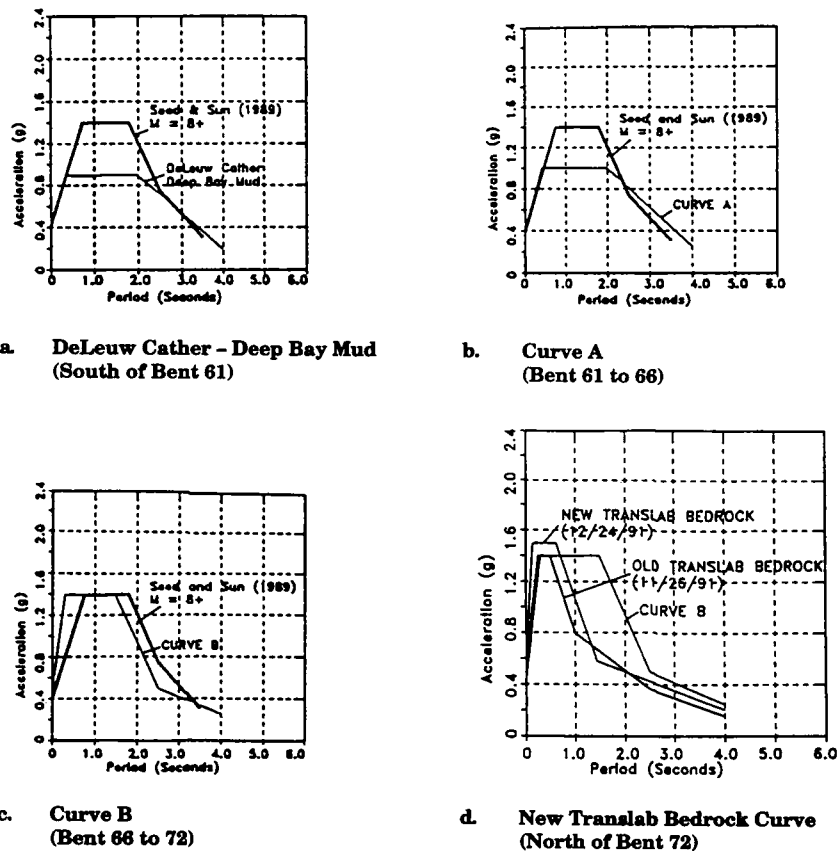 2.4
2.0
1.6
1.2
0.8
0.4
0
Acceleration (g)
Seed & Sun (1989)
M = 8+
DeLeuw Cather
Deep Bay Mud
0 1.0 2.0 3.0 4.0 5.0 6.0
Period (Seconds)
a. DeLeuw Cather – Deep Bay Mud
(South of Bent 61)
2.4
2.0
1.6
1.2
0.8
0.4
0
Acceleration (g)
Seed and Sun (1989)
M = 8+
CURVE A
0 1.0 2.0 3.0 4.0 5.0 6.0
Period (Seconds)
b. Curve A
(Bent 61 to 66)
2.4
2.0
1.6
1.2
0.8
0.4
0
Acceleration (g)
Seed and Sun (1989)
M = 8+
CURVE B
0 1.0 2.0 3.0 4.0 5.0 6.0
Period (Seconds)
c. Curve B
(Bent 66 to 72)
2.4
2.0
1.6
1.2
0.8
0.4
0
Acceleration (g)
NEW TRANSLAB BEDROCK
(12/24/91)
OLD TRANSLAB BEDROCK
(11/26/91)
CURVE B
0 1.0 2.0 3.0 4.0 5.0 6.0
Period (Seconds)
d. New Translab Bedrock Curve
(North of Bent 72)